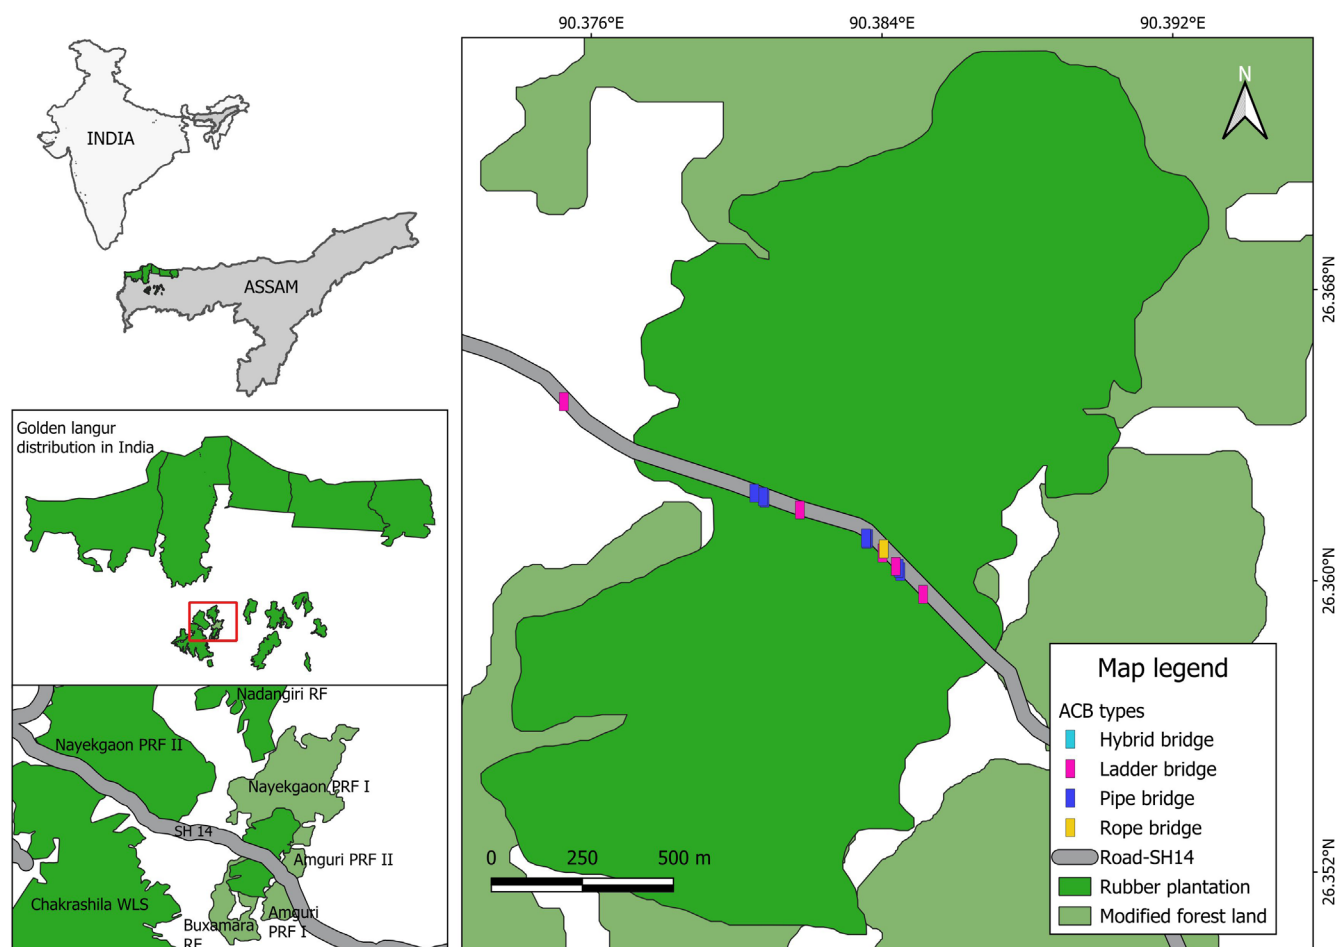 INDIA
ASSAM
Golden langur
distribution in India
Nadangiri RF
Nayekgaon PRF II
Nayekgaon PRF I
SH 14
Amguri PRF II
Chakrashila WLS
Buxamara
RF
Amguri
PRF I
90.376°E
90.384°E
90.392°E
N
26.368°N
26.360°N
26.352°N
0 250 500 m
Map legend
ACB types
Hybrid bridge
Ladder bridge
Pipe bridge
Rope bridge
Road-SH14
Rubber plantation
Modified forest land